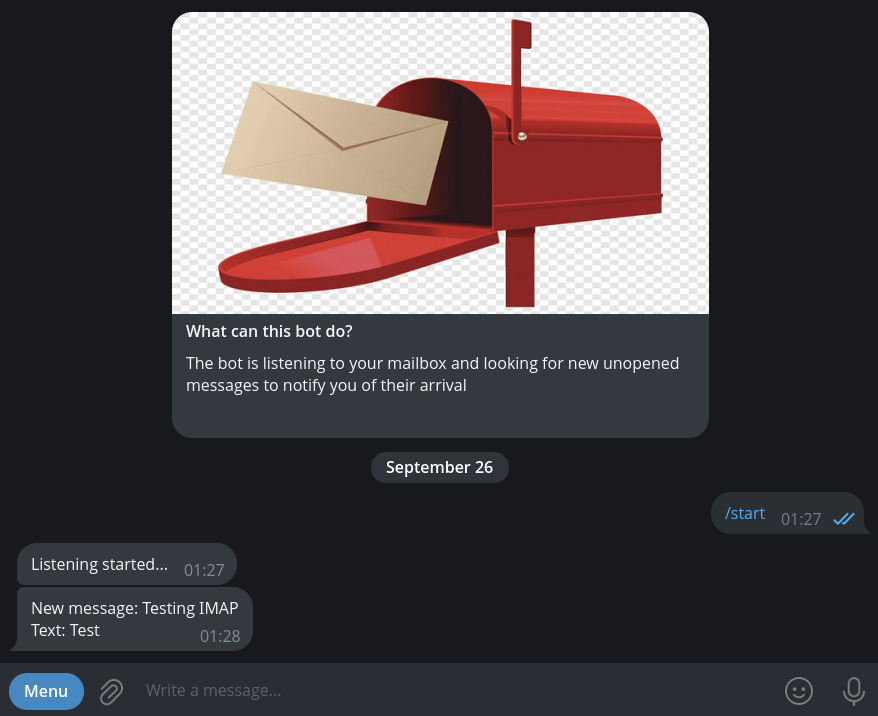 What can this bot do?
The bot is listening to your mailbox and looking for new unopened
messages to notify you of their arrival
September 26
/start 01:27
Listening started... 01:27
New message: Testing IMAP
Text: Test 01:28
Menu Write a message...